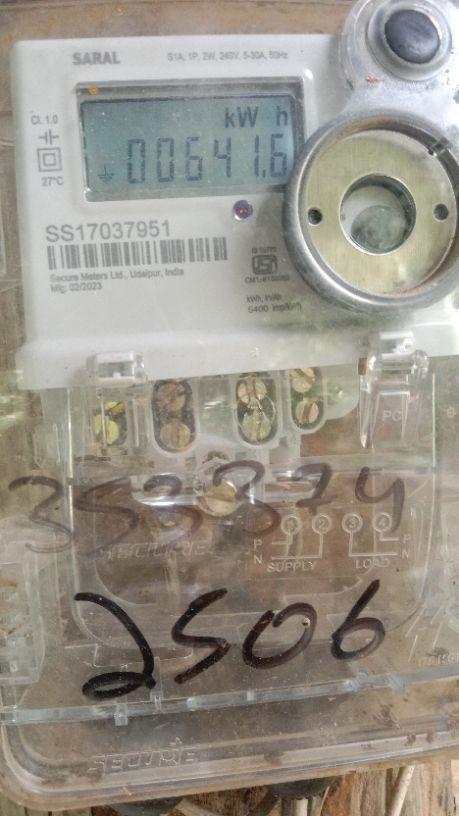 SARAL S1A, 1P, 2W, 240V, 5-30A, 50Hz
Cl. 1.0
kW h
00641.6
27°C
SS17037951
Secure Meters Ltd., Udaipur, India
Mfg: 02/2023
kWh, kVAh
6400 imp/kWh
PC
353374
1 2 3 4
P P
N N
SUPPLY LOAD
SECURE
2506
SECURE